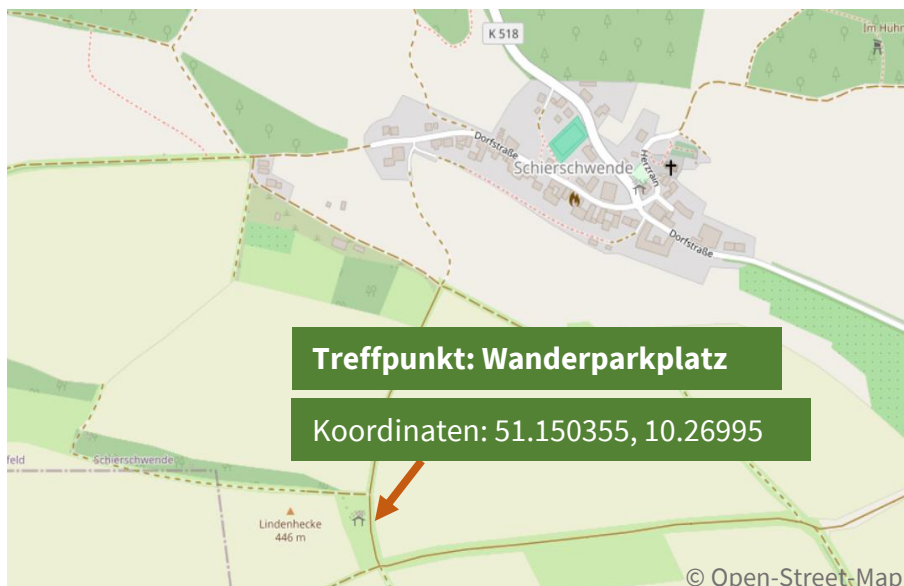 K 518
Im Huhn
Dorfstraße
Schierschwende
Herzrain
Dorfstraße
Treffpunkt: Wanderparkplatz
Koordinaten: 51.150355, 10.26995
feld
Schierschwende
Lindenhecke
446 m
© Open-Street-Map